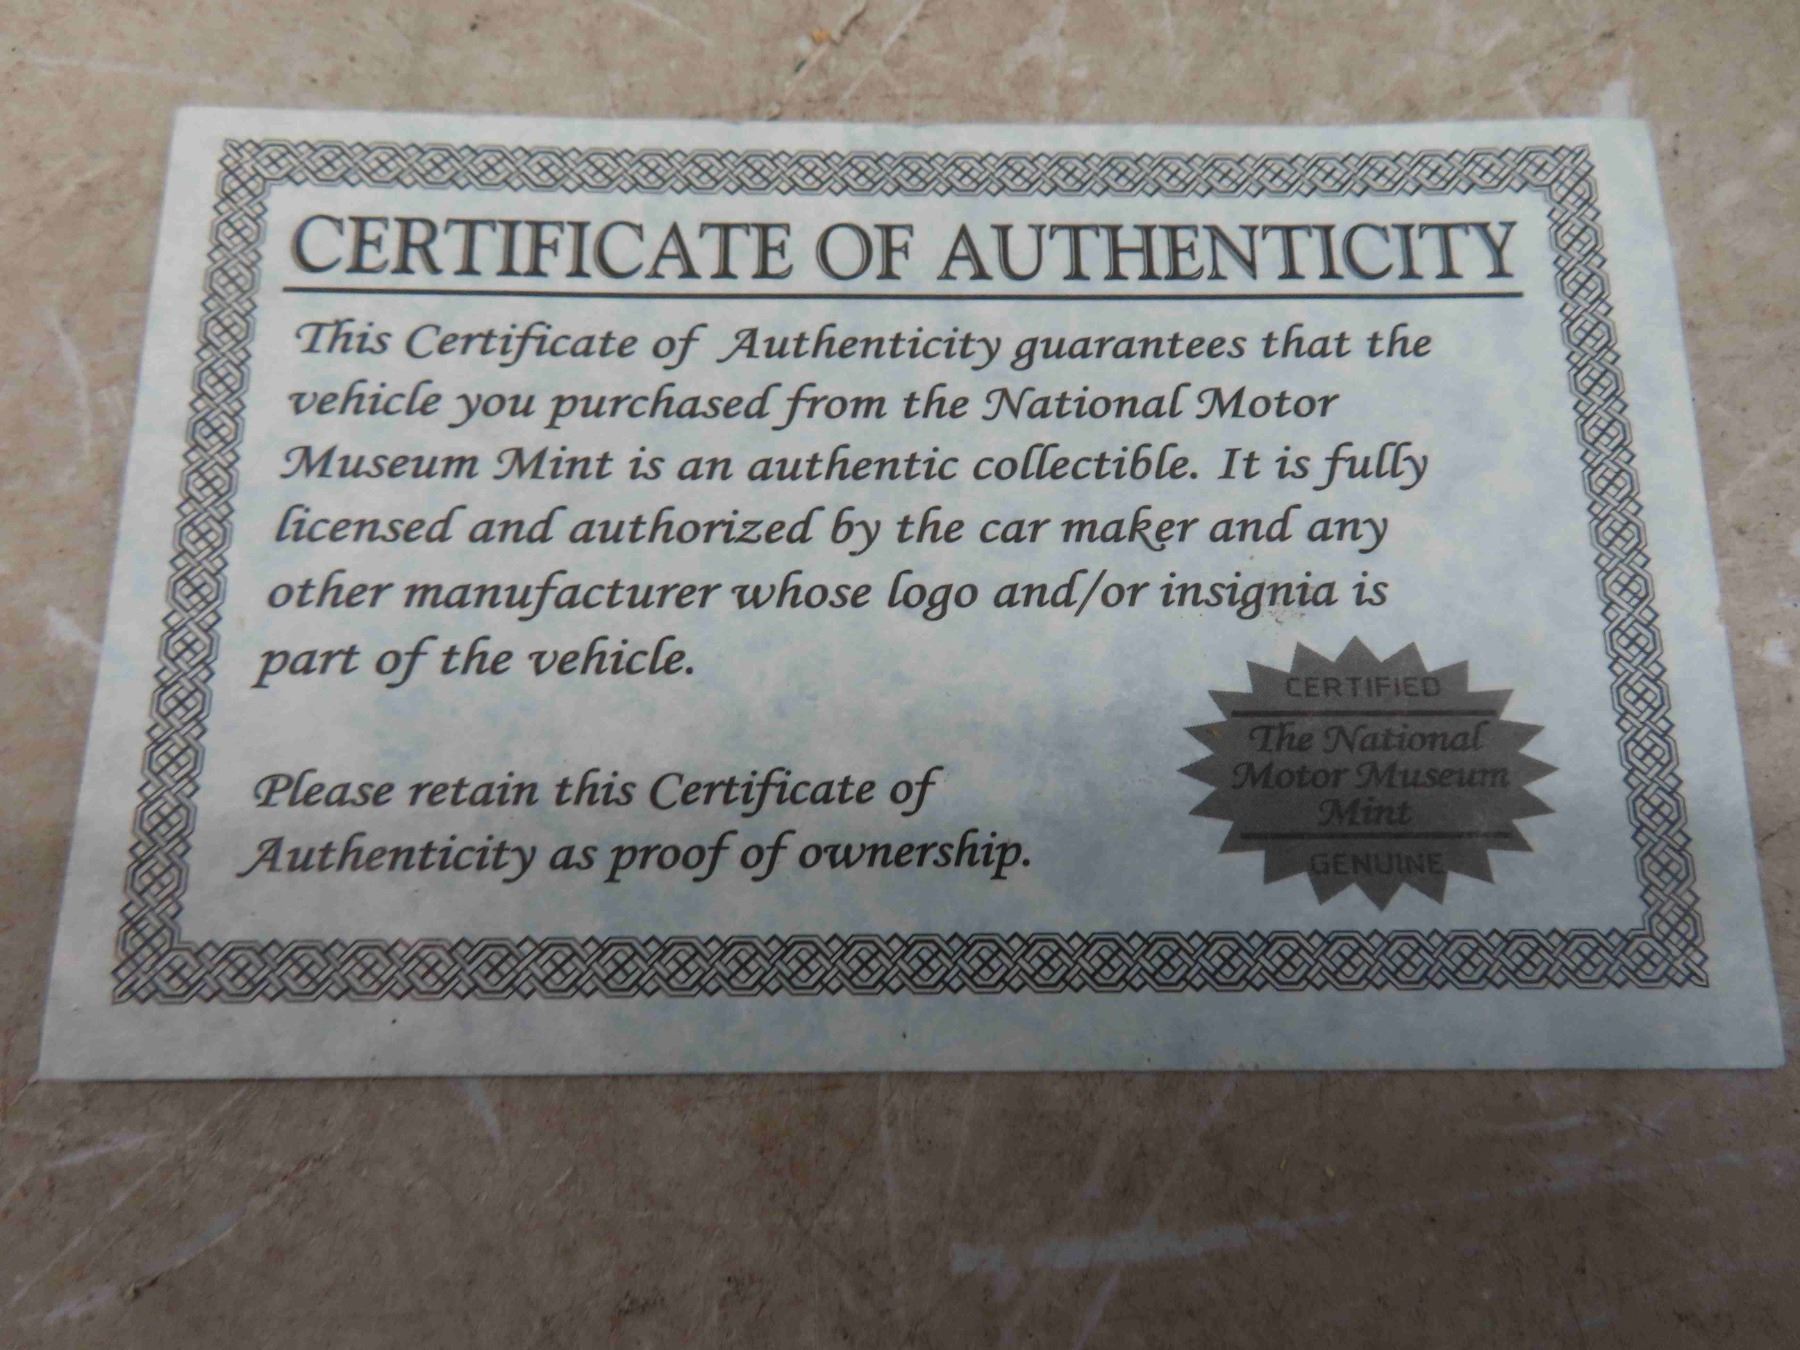 CERTIFICATE OF AUTHENTICITY
This Certificate of Authenticity guarantees that the
vehicle you purchased from the National Motor
Museum Mint is an authentic collectible. It is fully
licensed and authorized by the car maker and any
other manufacturer whose logo and/or insignia is
part of the vehicle.
Please retain this Certificate of
Authenticity as proof of ownership.
CERTIFIED
The National
Motor Museum
Mint
GENUINE